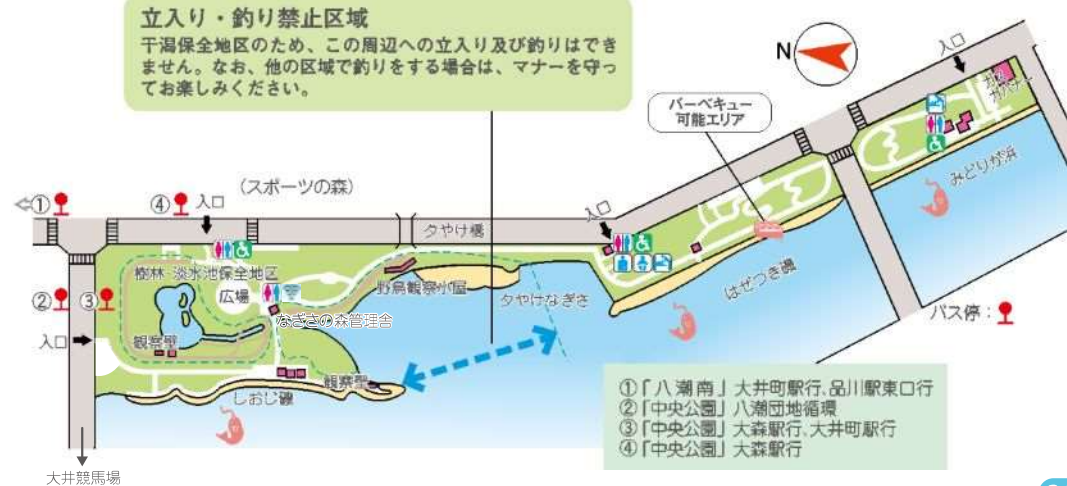 立入り・釣り禁止区域
干潟保全地区のため、この周辺への立入り及び釣りはでき
ません。なお、他の区域で釣りをする場合は、マナーを守っ
てお楽しみください。
N
入口
ガス
ガバナー
バーベキュー
可能エリア
みどりが浜
(スポーツの森)
①
④
入口
入口
夕やけ橋
樹林・淡水池保全地区
広場
野鳥観察小屋
夕やけなぎさ
はぜつき磯
バス停：
②
③
なぎさの森管理舎
入口
観察壁
観察壁
しおじ磯
①「八潮南」大井町駅行、品川駅東口行
②「中央公園」八潮団地循環
③「中央公園」大森駅行、大井町駅行
④「中央公園」大森駅行
大井競馬場